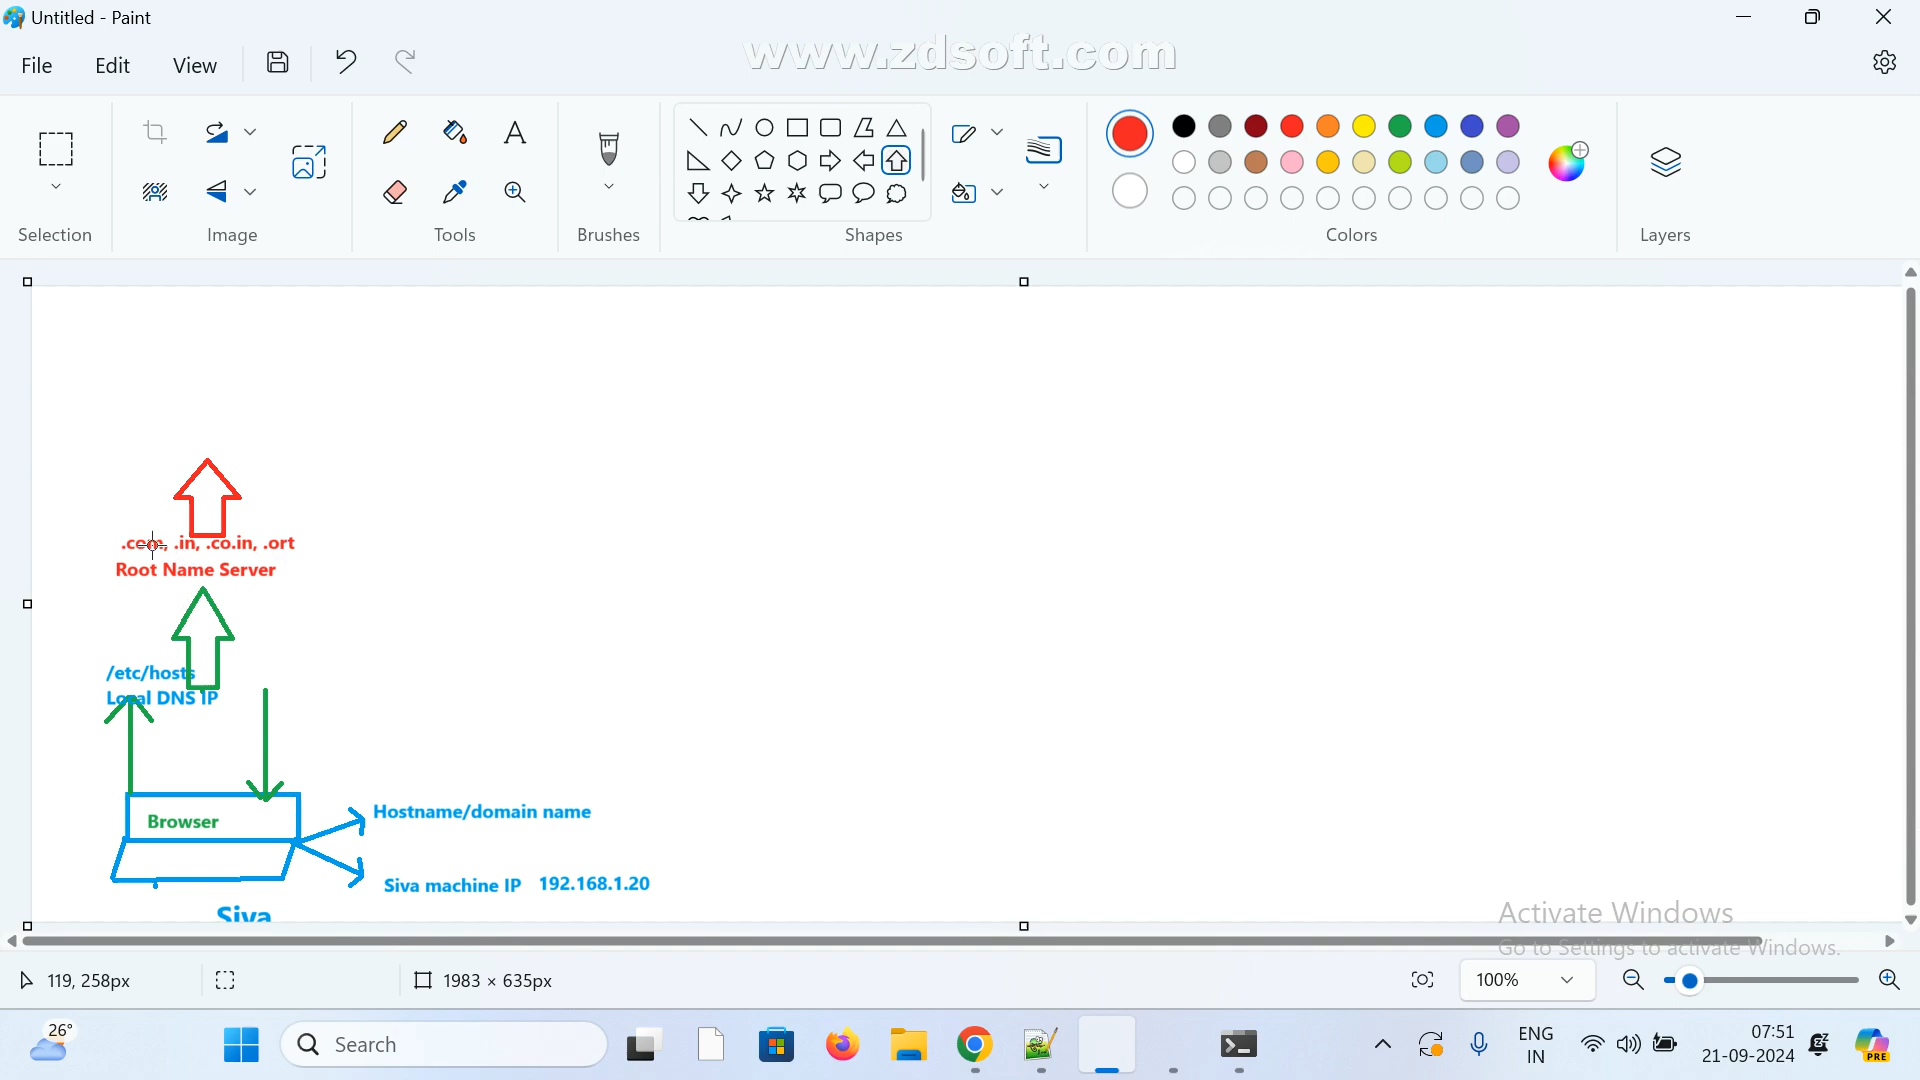 Untitled - Paint
File Edit View
www.zdsoft.com
Selection Image Tools Brushes Shapes Colors Layers
.com, .in, .co.in, .ort
Root Name Server
/etc/hosts
Local DNS IP
Browser
Hostname/domain name
Siva machine IP 192.168.1.20
Siva
Activate Windows
Go to Settings to activate Windows.
119, 258px 1983 × 635px 100%
26°
Search
ENG
IN
07:51
21-09-2024
PRE